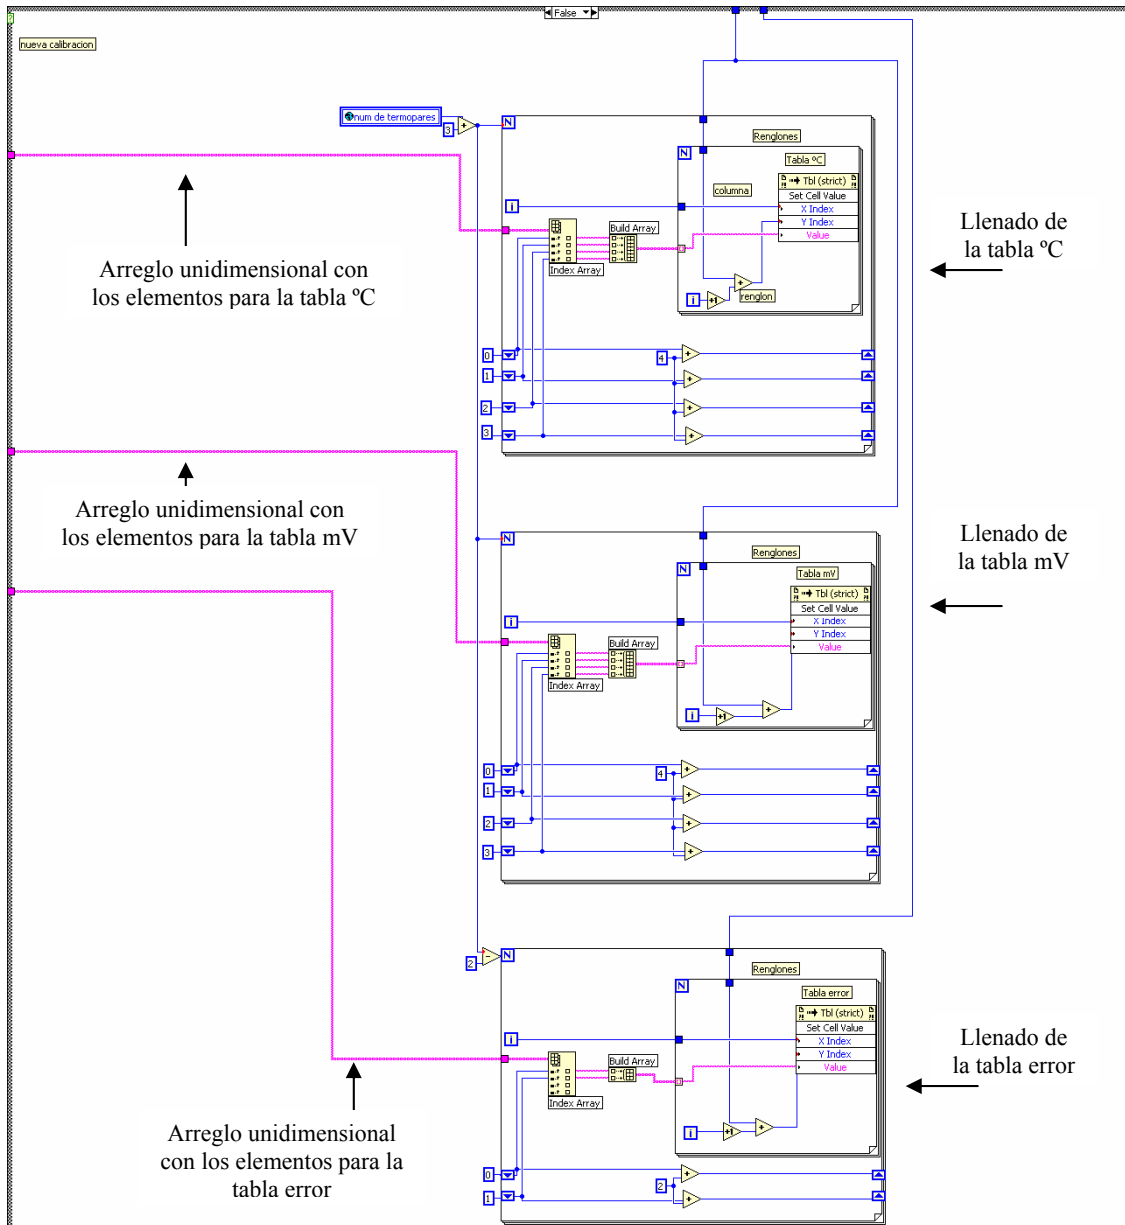 False
?
nueva calibracion
num de termopares
3
+
N
Renglones
N
Tabla ºC
Tbl (strict)
Set Cell Value
X Index
Y Index
Value
columna
i
Build Array
Index Array
+
i
+1
renglon
0
1
2
3
4
+
+
+
+
Arreglo unidimensional con
los elementos para la tabla ºC
Llenado de
la tabla ºC
Arreglo unidimensional con
los elementos para la tabla mV
N
Renglones
N
Tabla mV
Tbl (strict)
Set Cell Value
X Index
Y Index
Value
i
Build Array
Index Array
i
+1
+
0
1
2
3
4
+
+
+
+
Llenado de
la tabla mV
2
-
N
Renglones
N
Tabla error
Tbl (strict)
Set Cell Value
X Index
Y Index
Value
i
Build Array
Index Array
i
+1
+
0
1
2
+
+
Llenado de
la tabla error
Arreglo unidimensional
con los elementos para la
tabla error